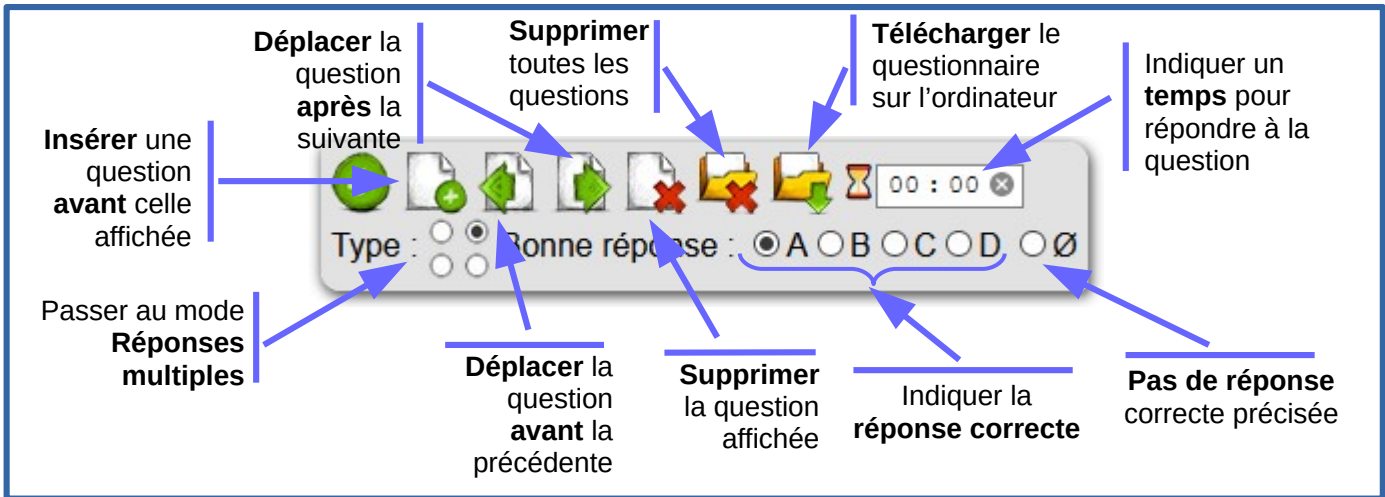 Déplacer la
question
après la
suivante
Supprimer
toutes les
questions
Télécharger le
questionnaire
sur l'ordinateur
Indiquer un
temps pour
répondre à la
question
Insérer une
question
avant celle
affichée
00 : 00
Type : Bonne réponse : A B C D Ø
Passer au mode
Réponses
multiples
Déplacer la
question
avant la
précédente
Supprimer
la question
affichée
Indiquer la
réponse correcte
Pas de réponse
correcte précisée